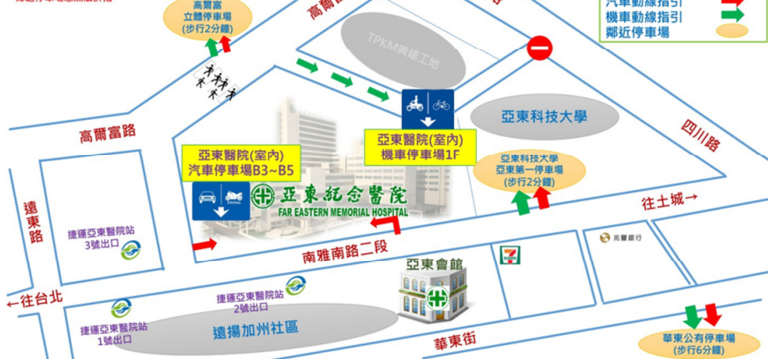 高爾富
立體停車場
(步行2分鐘)
汽車動線指引
機車動線指引
鄰近停車場
TPKM興建工地
亞東科技大學
四川路
高爾富路
亞東醫院(室內)
機車停車場1F
亞東醫院(室內)
汽車停車場B3~B5
亞東科技大學
亞東第一停車場
(步行2分鐘)
亞東紀念醫院
FAR EASTERN MEMORIAL HOSPITAL
往土城→
遠東路
捷運亞東醫院站
3號出口
南雅南路二段
兆豐銀行
7
ELEVEN
亞東會館
←往台北
捷運亞東醫院站
2號出口
捷運亞東醫院站
1號出口
遠揚加州社區
華東街
華東公有停車場
(步行6分鐘)